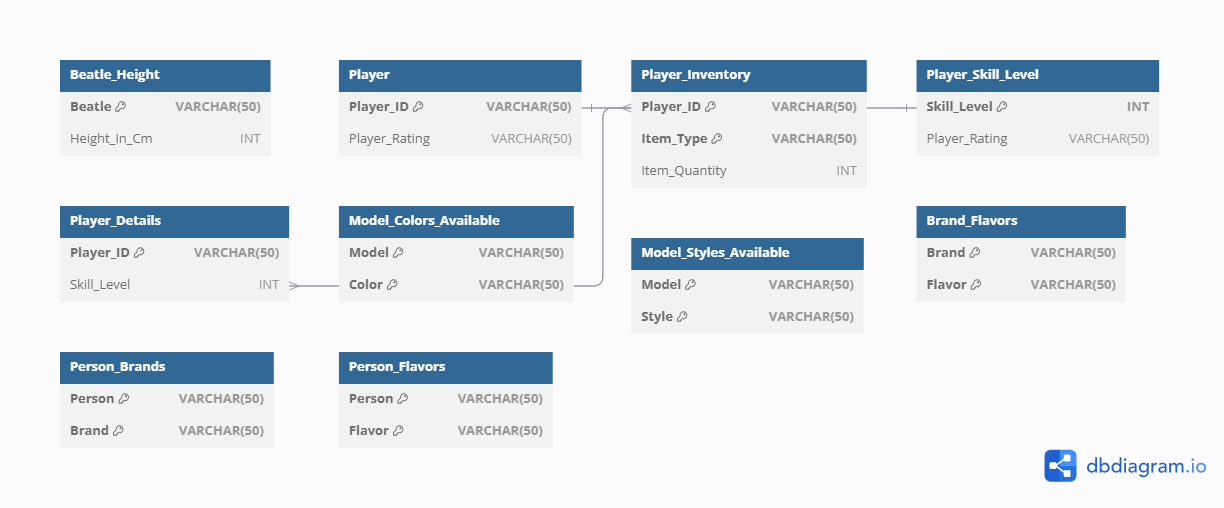 Beatle_Height
Beatle VARCHAR(50)
Height_In_Cm INT
Player
Player_ID VARCHAR(50)
Player_Rating VARCHAR(50)
Player_Inventory
Player_ID VARCHAR(50)
Item_Type VARCHAR(50)
Item_Quantity INT
Player_Skill_Level
Skill_Level INT
Player_Rating VARCHAR(50)
Player_Details
Player_ID VARCHAR(50)
Skill_Level INT
Model_Colors_Available
Model VARCHAR(50)
Color VARCHAR(50)
Model_Styles_Available
Model VARCHAR(50)
Style VARCHAR(50)
Brand_Flavors
Brand VARCHAR(50)
Flavor VARCHAR(50)
Person_Brands
Person VARCHAR(50)
Brand VARCHAR(50)
Person_Flavors
Person VARCHAR(50)
Flavor VARCHAR(50)
dbdiagram.io